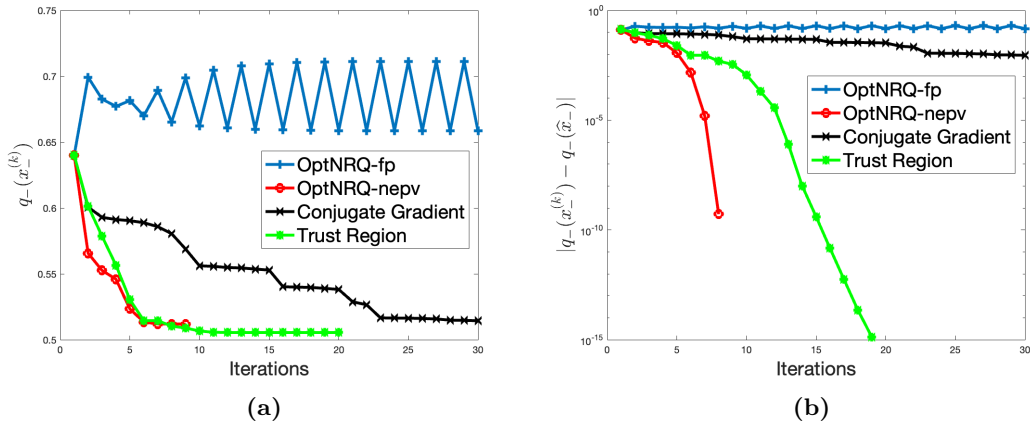 0.75
0.7
0.65
0.6
0.55
0.5
0 5 10 15 20 25 30
q₋(x₋^(k))
Iterations
OptNRQ-fp
OptNRQ-nepv
Conjugate Gradient
Trust Region
(a)
10^0
10^-5
10^-10
10^-15
0 5 10 15 20 25 30
|q₋(x₋^(k)) − q₋(x̂₋)|
Iterations
OptNRQ-fp
OptNRQ-nepv
Conjugate Gradient
Trust Region
(b)